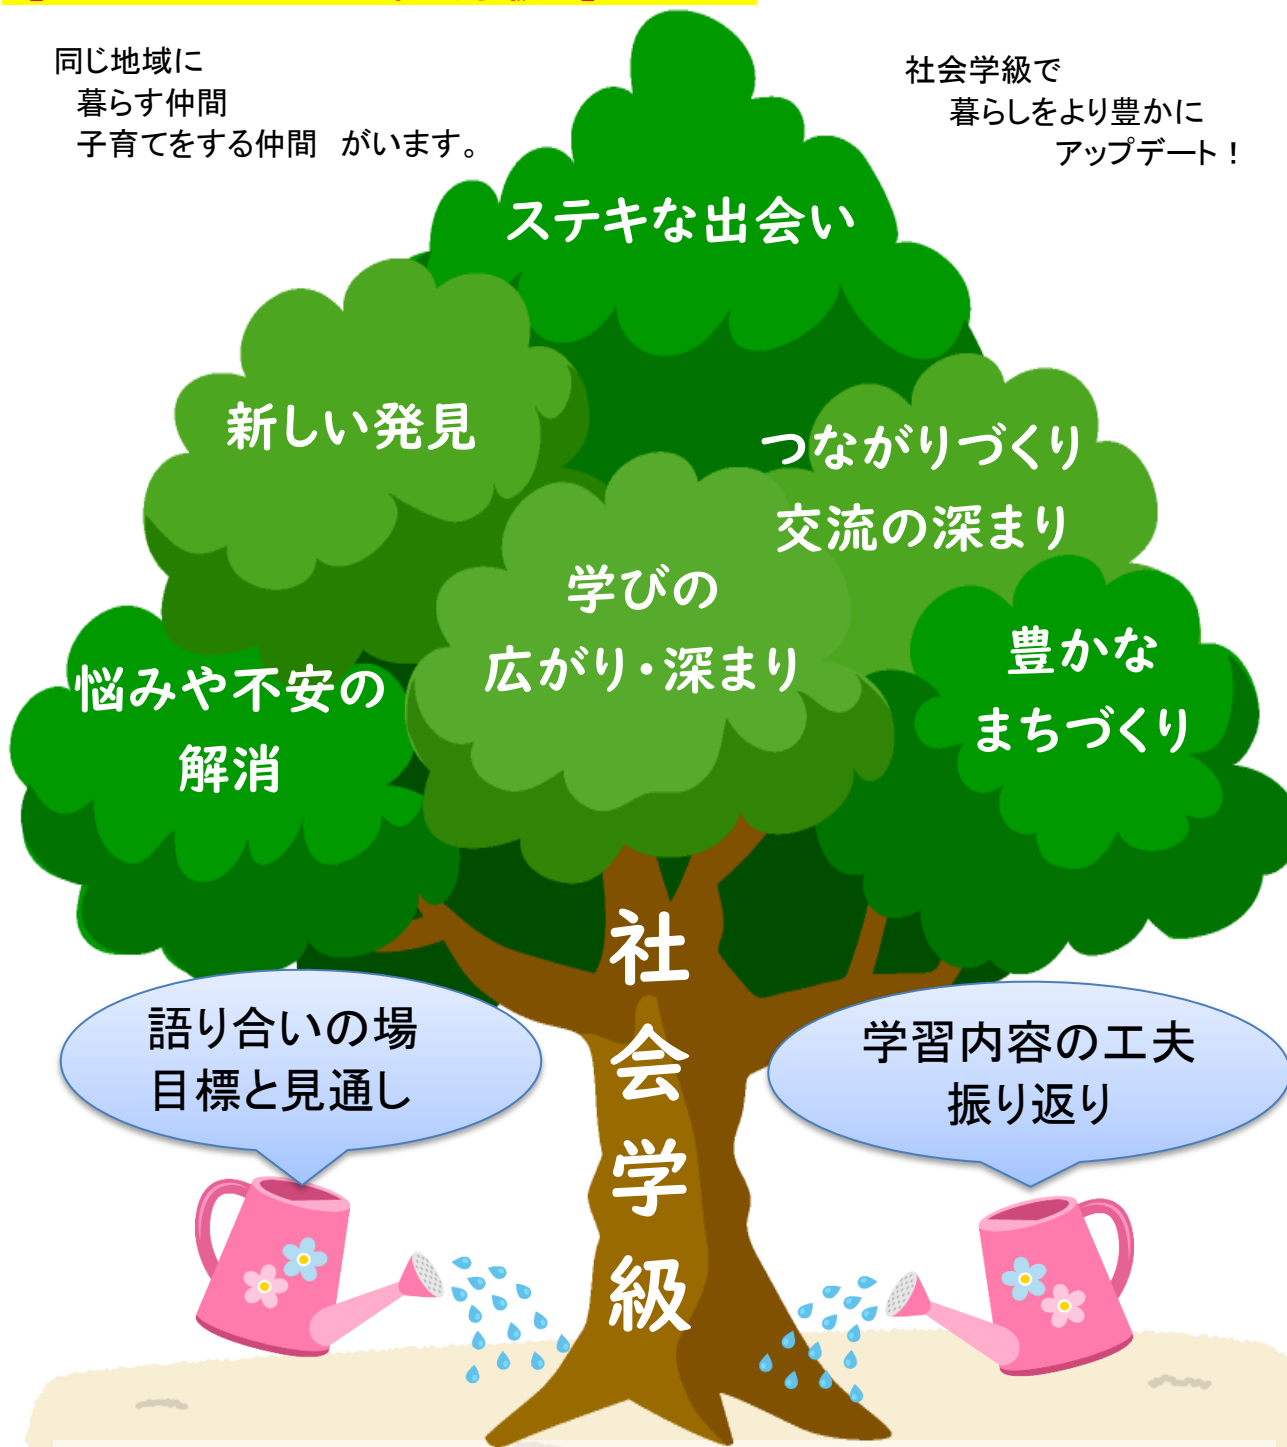 同じ地域に
暮らす仲間
子育てをする仲間　がいます。
社会学級で
暮らしをより豊かに
アップデート！
ステキな出会い
新しい発見
つながりづくり
交流の深まり
学びの
広がり・深まり
豊かな
まちづくり
悩みや不安の
解消
社会学級
語り合いの場
目標と見通し
学習内容の工夫
振り返り